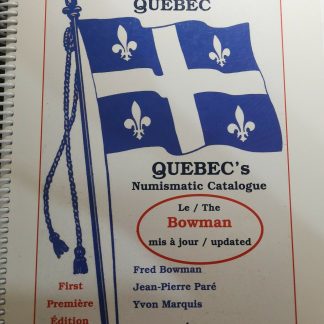 QUEBEC
QUEBEC's
Numismatic Catalogue
Le / The
Bowman
mis à jour / updated
Fred Bowman
Jean-Pierre Paré
Yvon Marquis
First
Première
Édition